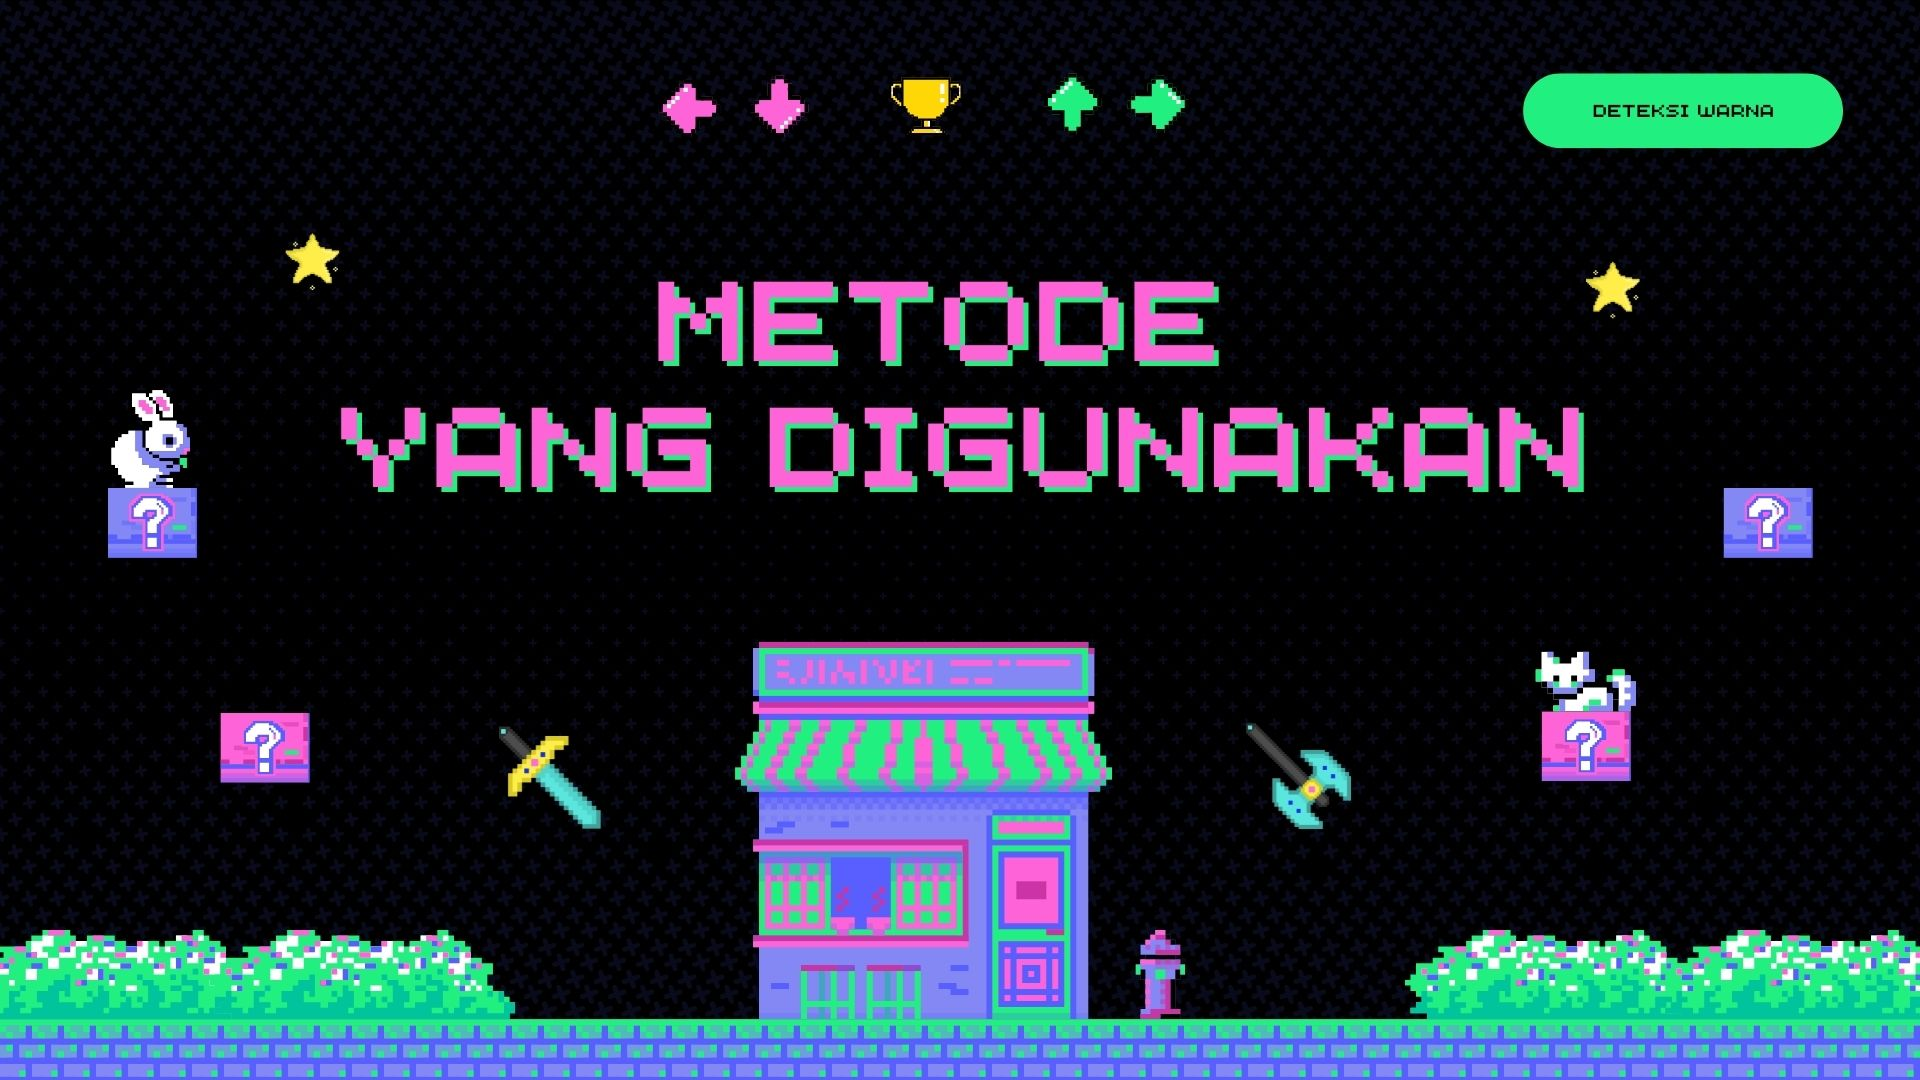 DETEKSI WARNA
METODE
YANG DIGUNAKAN
?
?
?
?